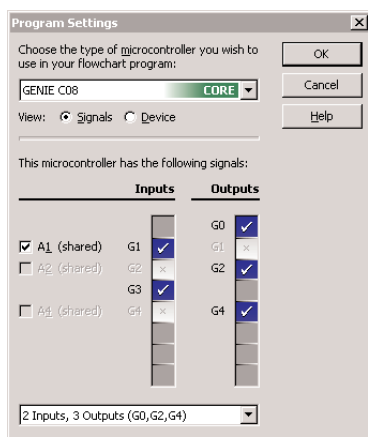 Program Settings
Choose the type of microcontroller you wish to
use in your flowchart program:
OK
GENIE C08 CORE
Cancel
View: Signals Device
Help
This microcontroller has the following signals:
Inputs Outputs
G0
A1 (shared) G1 G1
A2 (shared) G2 G2
G3
A4 (shared) G4 G4
2 Inputs, 3 Outputs (G0,G2,G4)